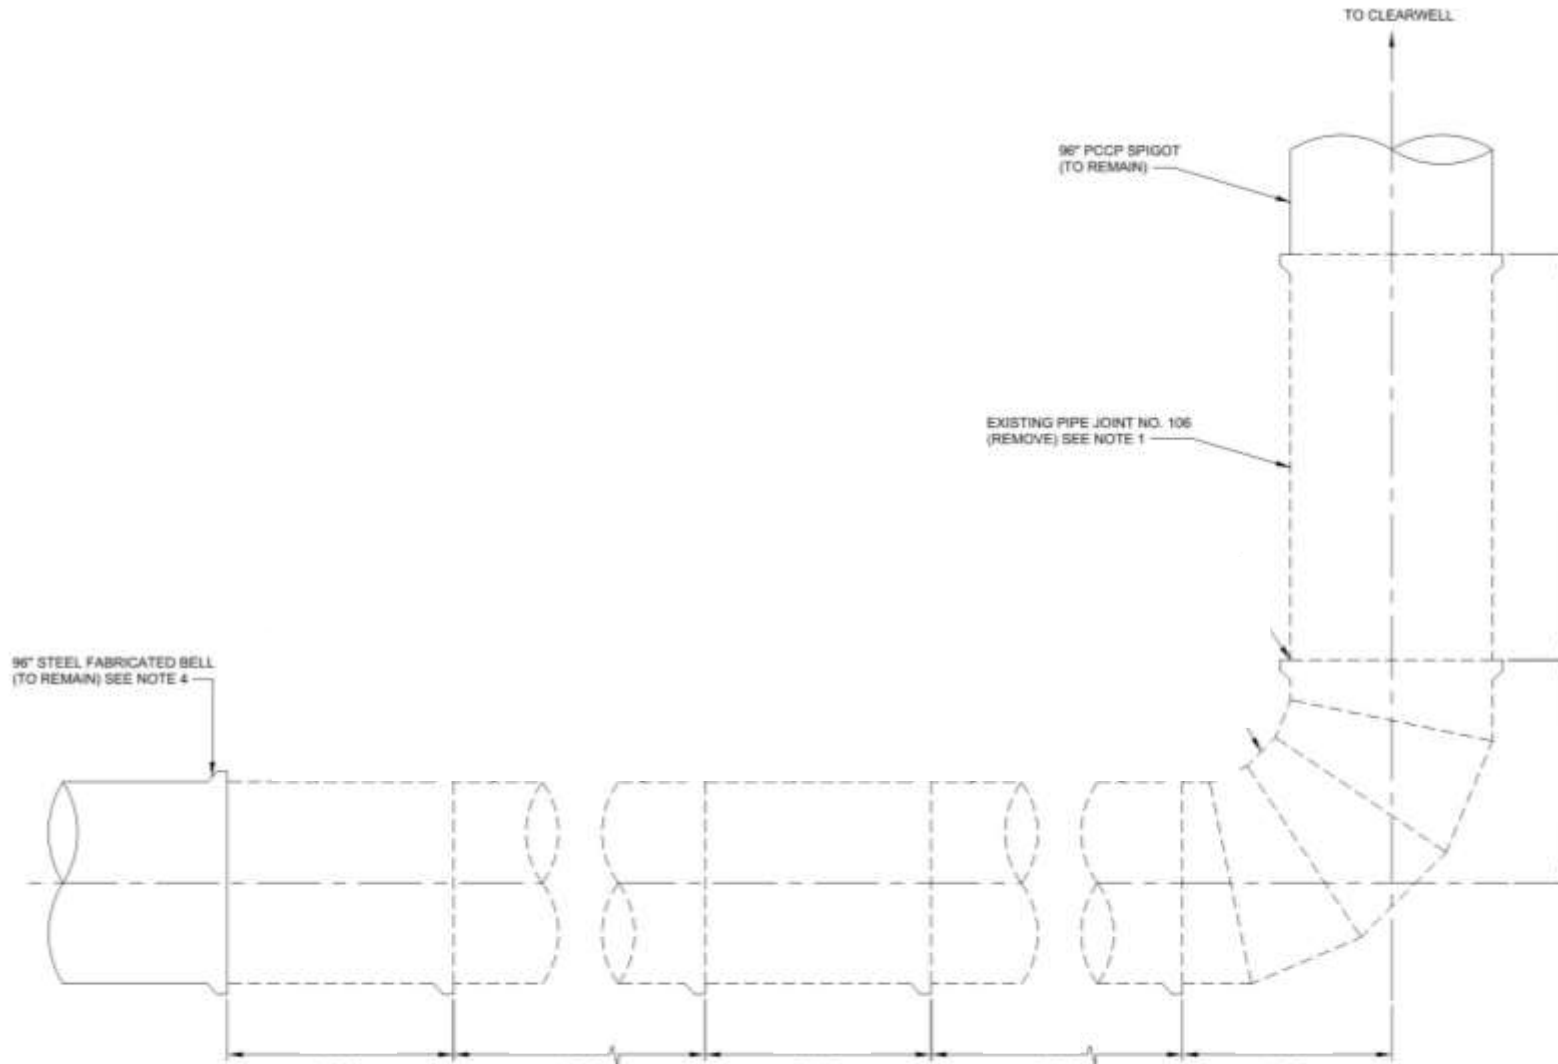 TO CLEARWELL
96" PCCP SPIGOT
(TO REMAIN)
EXISTING PIPE JOINT NO. 106
(REMOVE) SEE NOTE 1
96" STEEL FABRICATED BELL
(TO REMAIN) SEE NOTE 4